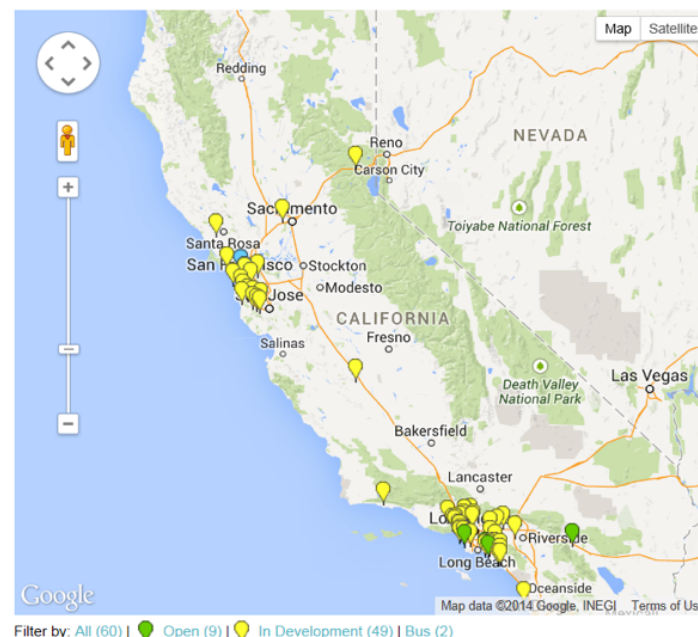 Map Satellite
Redding
Reno
NEVADA
Carson City
Sacramento
Toiyabe National Forest
Santa Rosa
Stockton
Modesto
CALIFORNIA
Salinas
Fresno
Las Vegas
Death Valley
National Park
Bakersfield
Lancaster
Riverside
Long Beach
Oceanside
Google
Map data ©2014 Google, INEGI Terms of Us
Filter by: All (60) | Open (9) | In Development (49) | Bus (2)